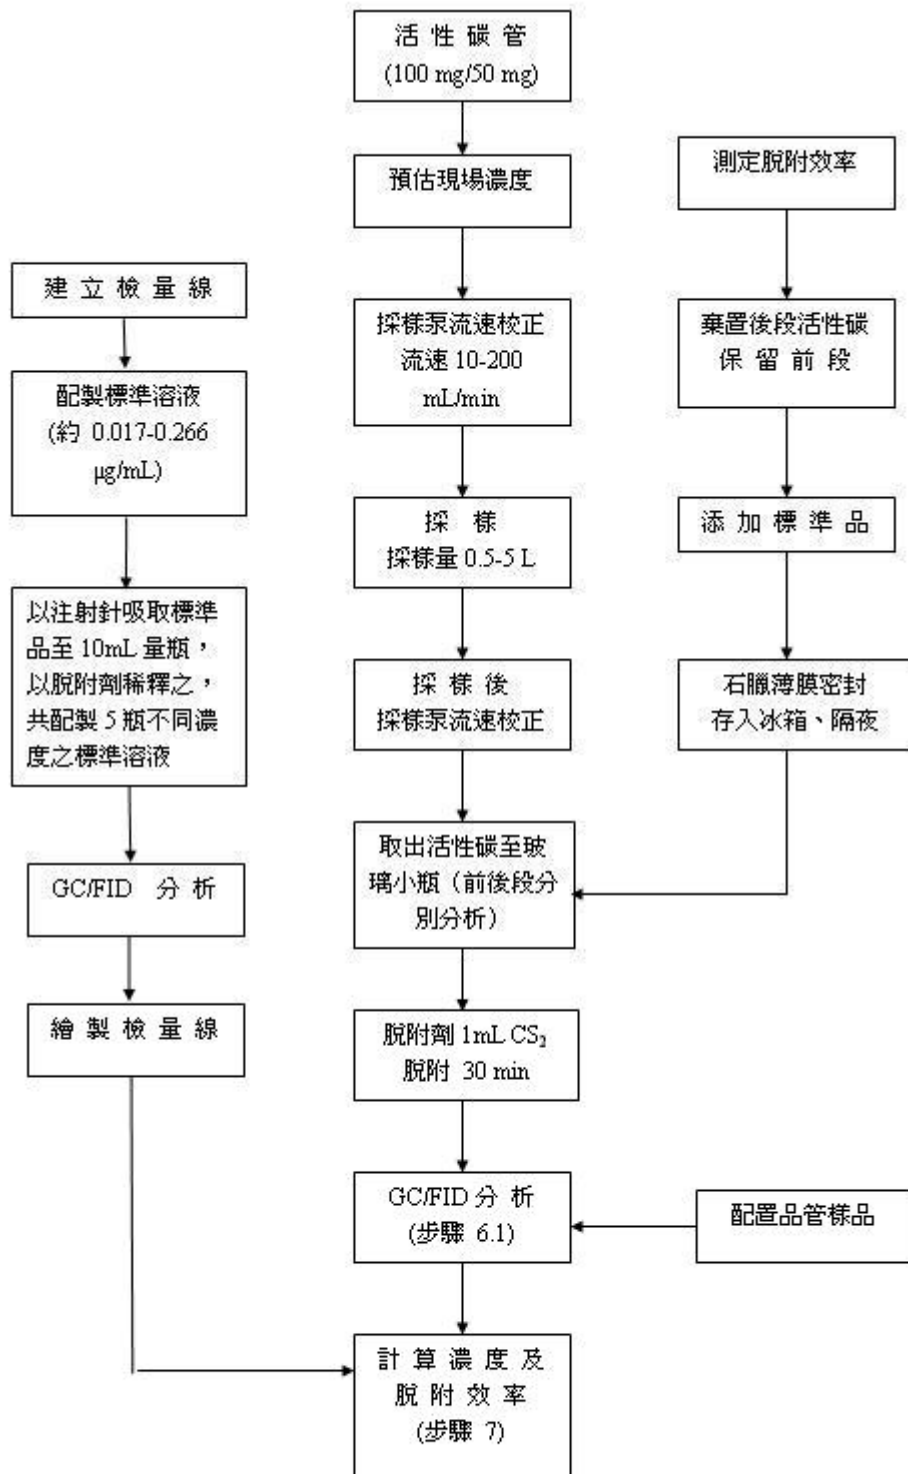 活 性 碳 管
(100 mg/50 mg)
預估現場濃度
採樣泵流速校正
流速 10-200
mL/min
採 樣
採樣量 0.5-5 L
採 樣 後
採樣泵流速校正
取出活性碳至玻
璃小瓶（前後段分
別分析）
脫附劑 1mL CS₂
脫附 30 min
GC/FID 分 析
(步驟 6.1)
計 算 濃 度 及
脫 附 效 率
(步驟 7)
建 立 檢 量 線
配製標準溶液
(約 0.017-0.266
μg/mL)
以注射針吸取標準
品至 10mL 量瓶，
以脫附劑稀釋之，
共配製 5 瓶不同濃
度之標準溶液
GC/FID 分 析
繪 製 檢 量 線
測定脫附效率
棄置後段活性碳
保 留 前 段
添 加 標 準 品
石臘薄膜密封
存入冰箱、隔夜
配置品管樣品